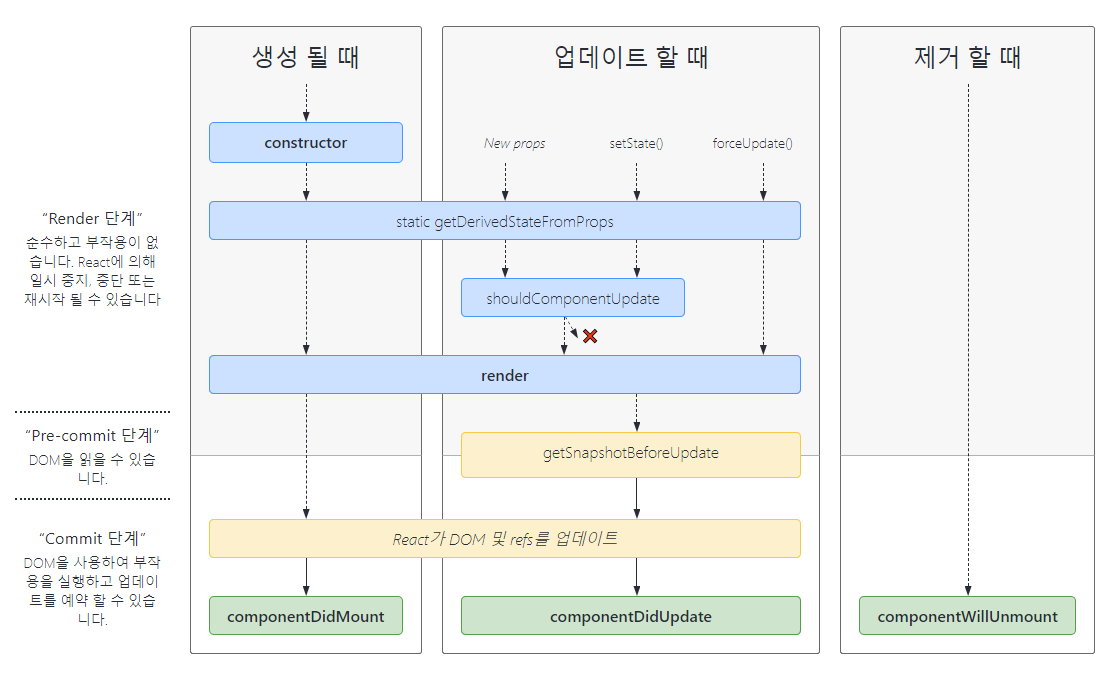 생성 될 때
업데이트 할 때
제거 할 때
constructor
New props
setState()
forceUpdate()
static getDerivedStateFromProps
“Render 단계”
순수하고 부작용이 없
습니다. React에 의해
일시 중지, 중단 또는
재시작 될 수 있습니다
shouldComponentUpdate
render
“Pre-commit 단계”
DOM을 읽을 수 있습
니다.
getSnapshotBeforeUpdate
“Commit 단계”
DOM을 사용하여 부작
용을 실행하고 업데이
트를 예약 할 수 있습
니다.
React가 DOM 및 refs를 업데이트
componentDidMount
componentDidUpdate
componentWillUnmount